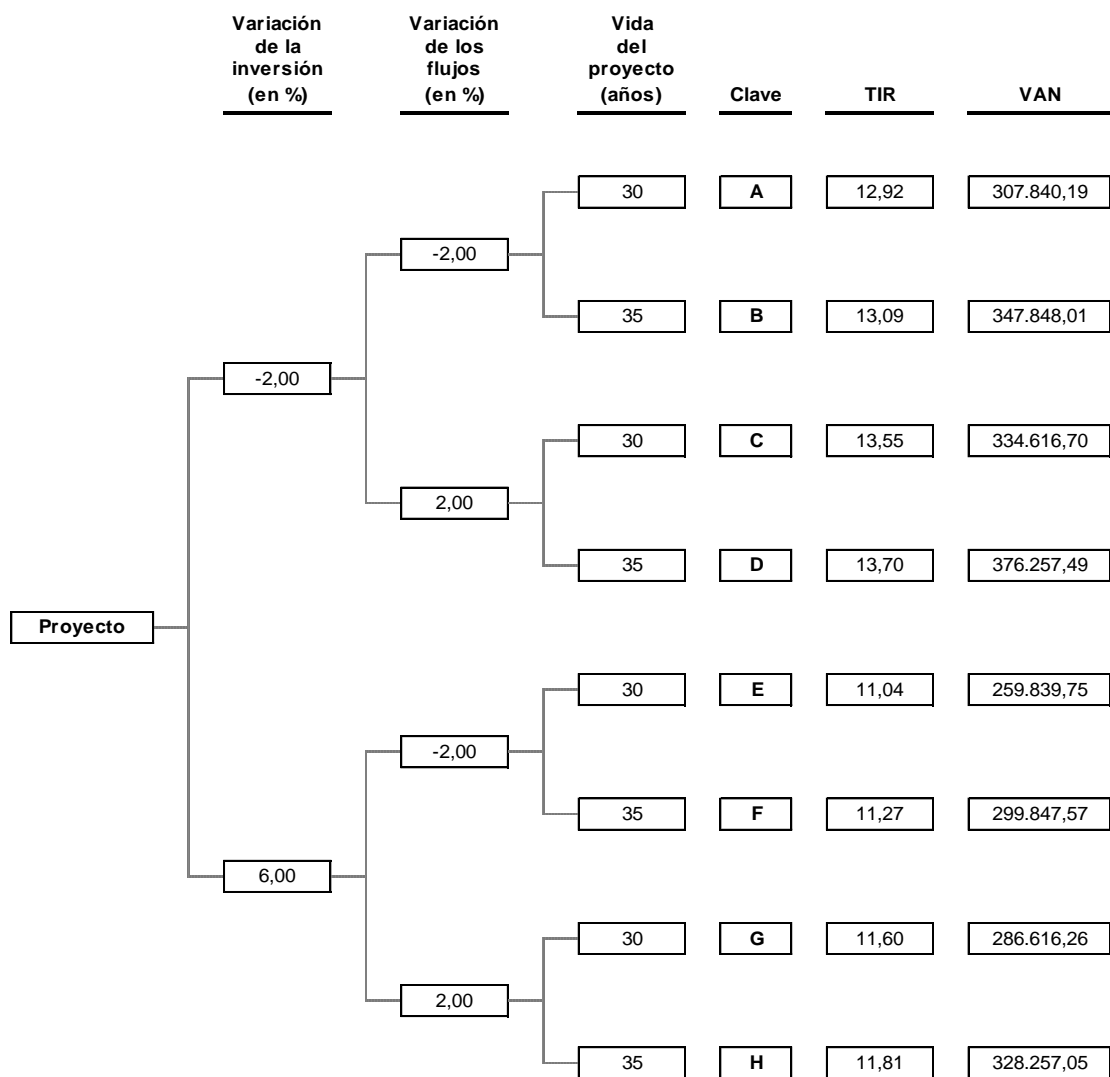 Variación de la inversión (en %)
Variación de los flujos (en %)
Vida del proyecto (años)
Clave
TIR
VAN
30 A 12,92 307.840,19
-2,00
35 B 13,09 347.848,01
-2,00
30 C 13,55 334.616,70
2,00
35 D 13,70 376.257,49
Proyecto
30 E 11,04 259.839,75
-2,00
35 F 11,27 299.847,57
6,00
30 G 11,60 286.616,26
2,00
35 H 11,81 328.257,05